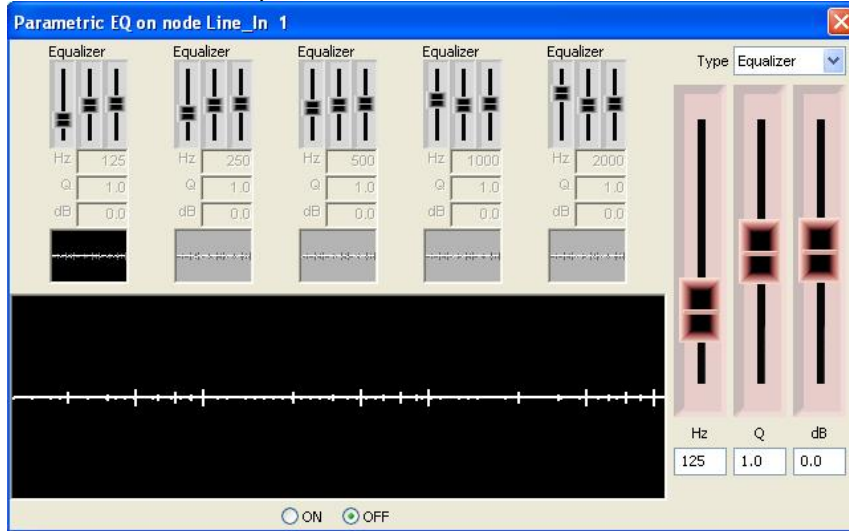 Parametric EQ on node Line_In 1
Equalizer Equalizer Equalizer Equalizer Equalizer
Type Equalizer
Hz 125 Hz 250 Hz 500 Hz 1000 Hz 2000
Q 1.0 Q 1.0 Q 1.0 Q 1.0 Q 1.0
dB 0.0 dB 0.0 dB 0.0 dB 0.0 dB 0.0
Hz Q dB
125 1.0 0.0
ON OFF